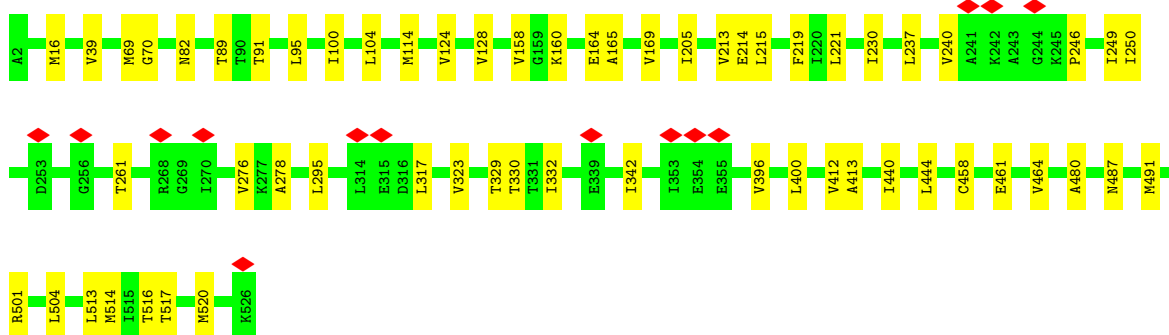 A2 M16 V39 M69 G70 N82 T89 T90 T91 L95 I100 L104 M114 V124 V128 V158 G159 K160 E164 A165 V169 I205 V213 E214 L215 F219 I220 L221 I230 L237 V240 A241 K242 A243 G244 K245 P246 I249 I250
D253 G256 T261 R268 G269 I270 V276 K277 A278 L295 L314 E315 D316 L317 V323 T329 T330 T331 I332 E339 I342 I353 E354 E355 V396 L400 V412 A413 I440 L444 C458 E461 V464 A480 N487 M491
R501 L504 L513 M514 I515 T516 T517 M520 K526